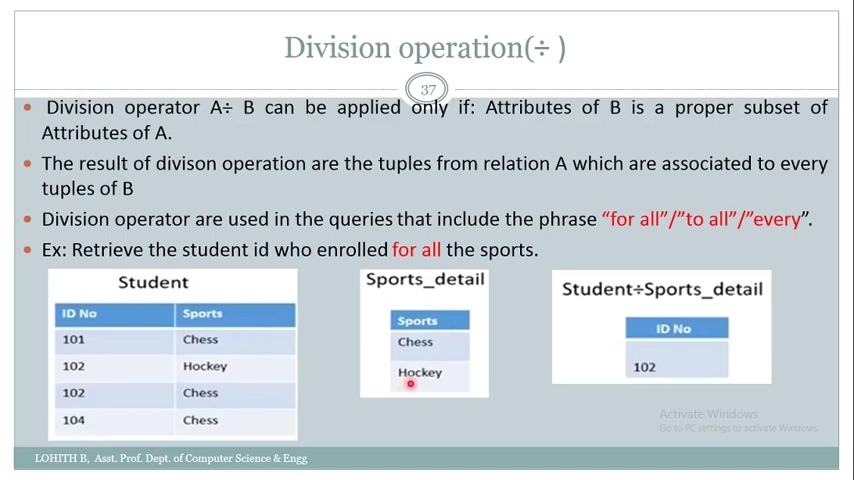 Division operation(÷ )
37
• Division operator A÷ B can be applied only if: Attributes of B is a proper subset of
Attributes of A.
• The result of divison operation are the tuples from relation A which are associated to every
tuples of B
• Division operator are used in the queries that include the phrase “for all”/”to all”/”every”.
• Ex: Retrieve the student id who enrolled for all the sports.
Student
ID No Sports
101 Chess
102 Hockey
102 Chess
104 Chess
Sports_detail
Sports
Chess
Hockey
Student÷Sports_detail
ID No
102
Activate Windows
Go to PC settings to activate Windows.
LOHITH B, Asst. Prof. Dept. of Computer Science & Engg